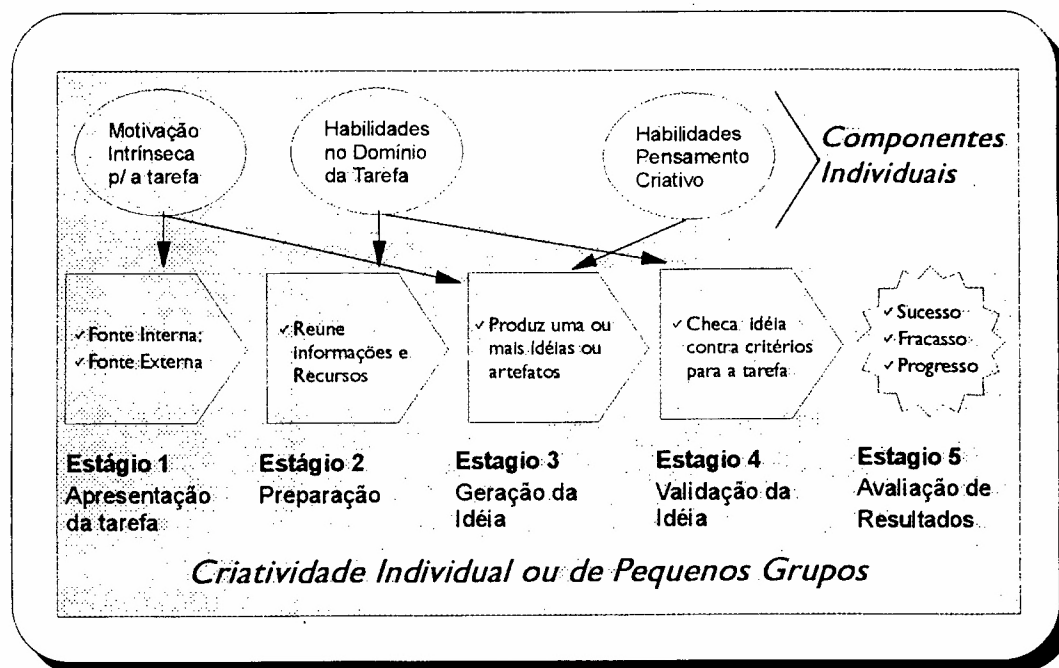 Motivação
Intrínseca
p/ a tarefa
Habilidades
no Domínio
da Tarefa
Habilidades
Pensamento
Criativo
Componentes
Individuais
✓ Fonte Interna:
✓ Fonte Externa
✓ Reune
informações e
Recursos
✓ Produz uma ou
mais Idéias ou
artefatos
✓ Checa idéia
contra critérios
para a tarefa
✓ Sucesso
✓ Fracasso
✓ Progresso
Estágio 1
Apresentação
da tarefa
Estágio 2
Preparação
Estagio 3
Geração da
Idéia
Estagio 4
Validação da
Idéia
Estagio 5
Avaliação de
Resultados
Criatividade Individual ou de Pequenos Grupos